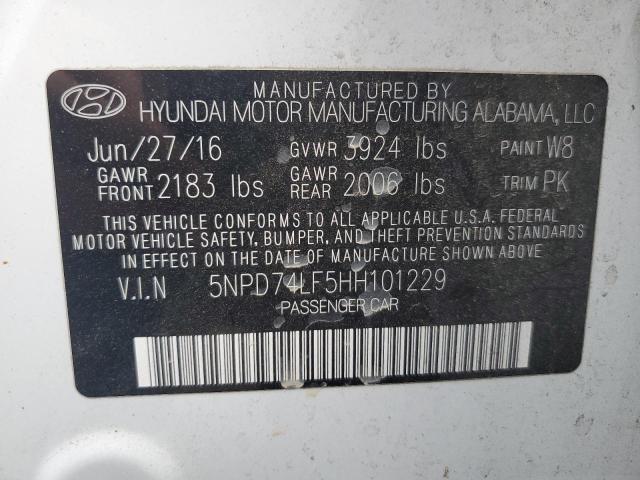 MANUFACTURED BY
HYUNDAI MOTOR MANUFACTURING ALABAMA, LLC
Jun/27/16 GVWR 3924 lbs PAINT W8
GAWR FRONT 2183 lbs GAWR REAR 2006 lbs TRIM PK
THIS VEHICLE CONFORMS TO ALL APPLICABLE U.S.A. FEDERAL
MOTOR VEHICLE SAFETY, BUMPER, AND THEFT PREVENTION STANDARDS
IN EFFECT ON THE DATE OF MANUFACTURE SHOWN ABOVE
V.I.N 5NPD74LF5HH101229
PASSENGER CAR